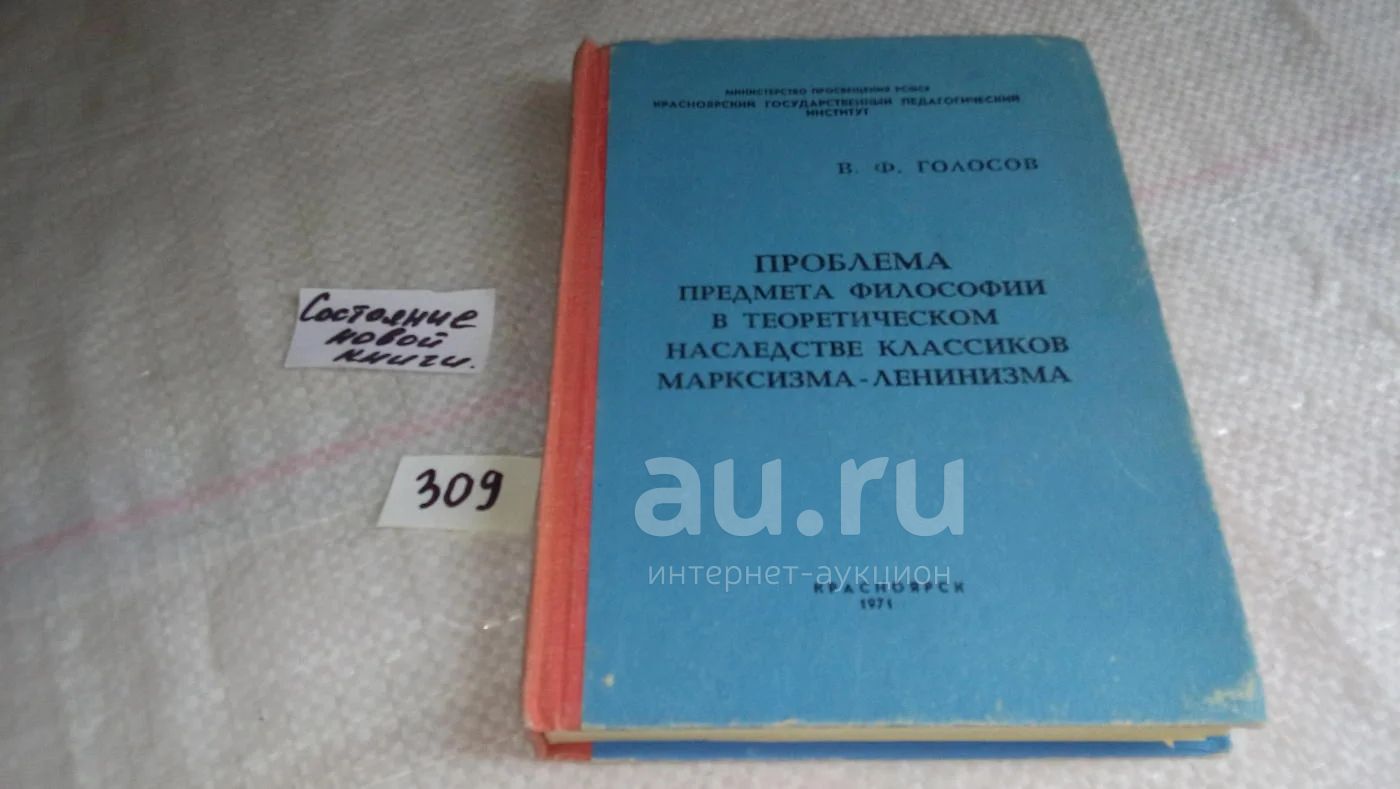 МИНИСТЕРСТВО ПРОСВЕЩЕНИЯ РСФСР
КРАСНОЯРСКИЙ ГОСУДАРСТВЕННЫЙ ПЕДАГОГИЧЕСКИЙ
ИНСТИТУТ
В. Ф. ГОЛОСОВ
ПРОБЛЕМА
ПРЕДМЕТА ФИЛОСОФИИ
В ТЕОРЕТИЧЕСКОМ
НАСЛЕДСТВЕ КЛАССИКОВ
МАРКСИЗМА-ЛЕНИНИЗМА
Состояние
новой
книги.
309
au.ru
интернет-аукцион
КРАСНОЯРСК
1971